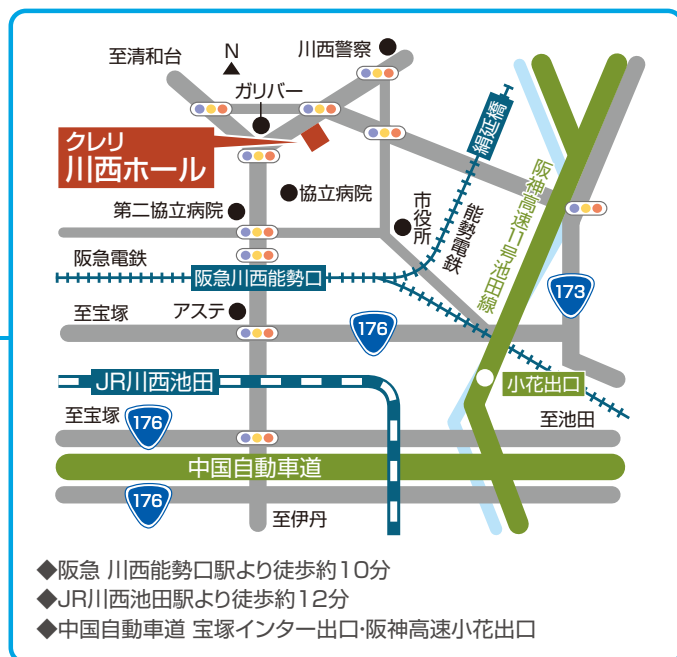 川西警察
至清和台
N
ガリバー
クレリ
川西ホール
絹延橋
協立病院
第二協立病院
市役所
能勢電鉄
阪神高速11号池田線
阪急電鉄
阪急川西能勢口
173
至宝塚
アステ
176
JR川西池田
小花出口
至宝塚
176
至池田
中国自動車道
176
至伊丹
◆阪急 川西能勢口駅より徒歩約10分
◆JR川西池田駅より徒歩約12分
◆中国自動車道 宝塚インター出口・阪神高速小花出口